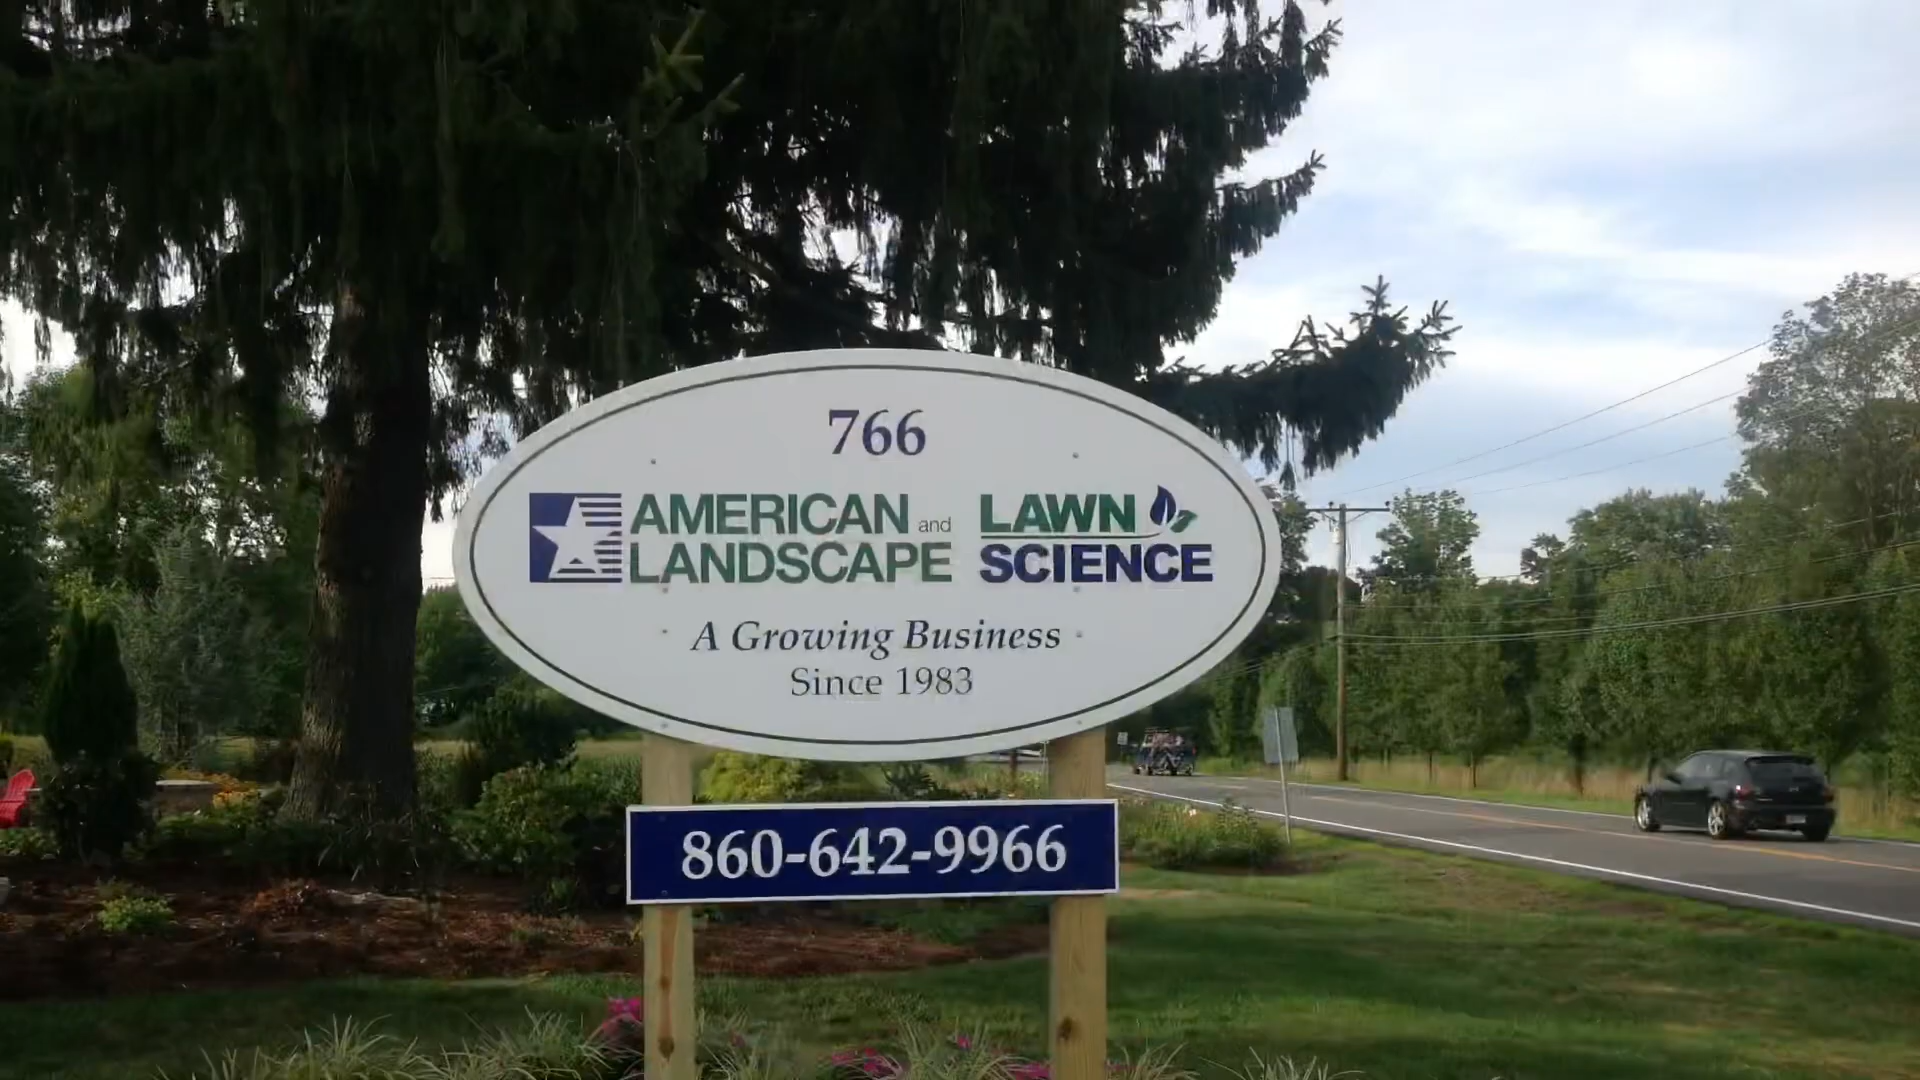 766
AMERICAN and LAWN
LANDSCAPE SCIENCE
A Growing Business
Since 1983
860-642-9966